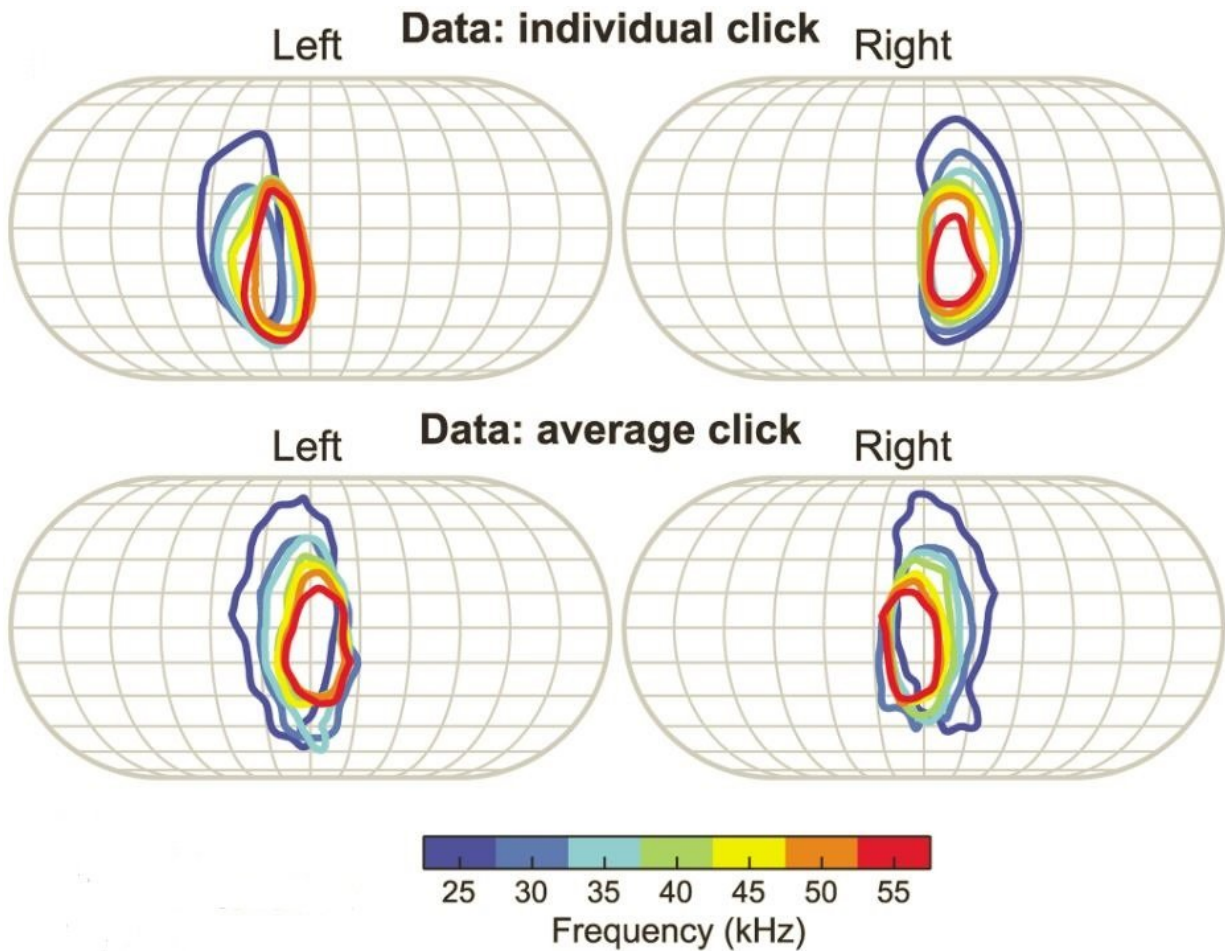 Data: individual click
Left Right
Data: average click
Left Right
25 30 35 40 45 50 55
Frequency (kHz)